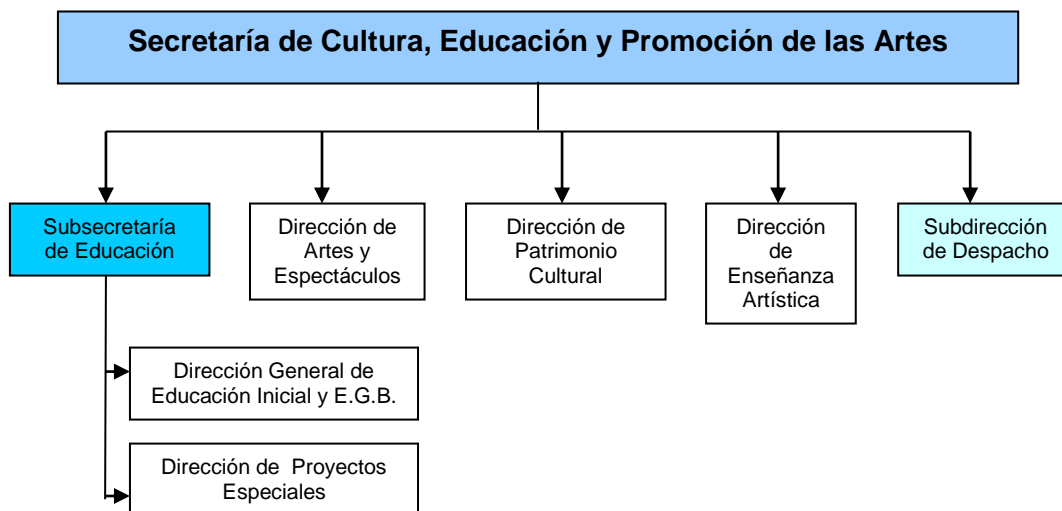 Secretaría de Cultura, Educación y Promoción de las Artes
Subsecretaría
de Educación
Dirección de
Artes y
Espectáculos
Dirección de
Patrimonio
Cultural
Dirección
de
Enseñanza
Artística
Subdirección
de Despacho
Dirección General de
Educación Inicial y E.G.B.
Dirección de  Proyectos
Especiales